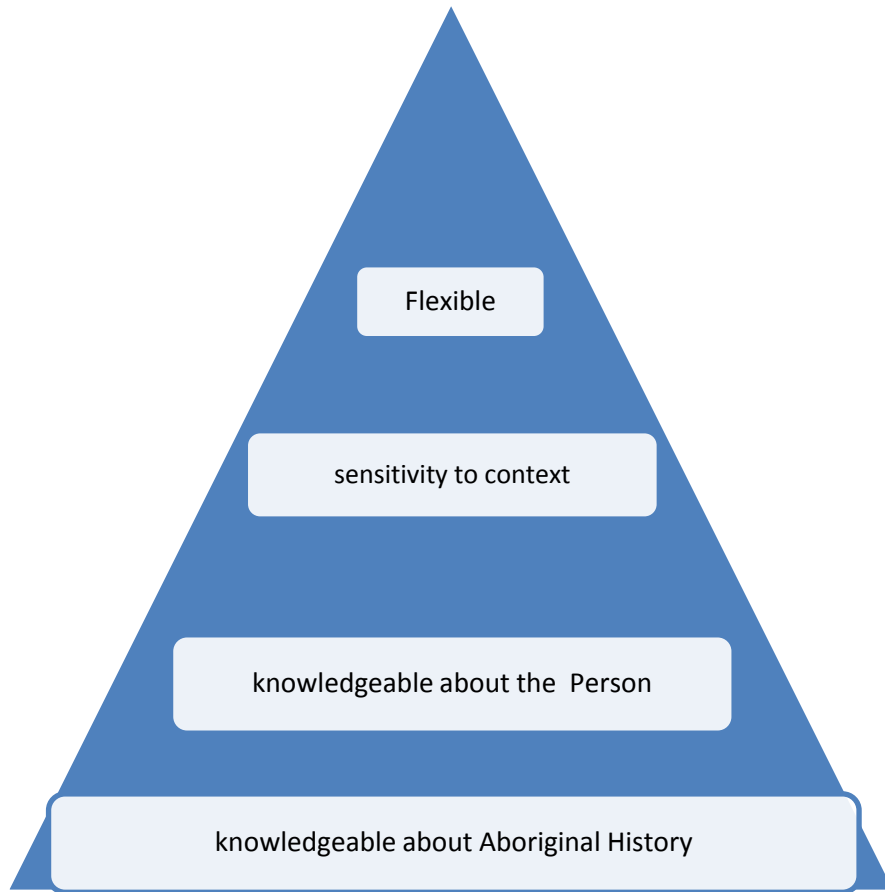 Flexible
sensitivity to context
knowledgeable about the  Person
knowledgeable about Aboriginal History